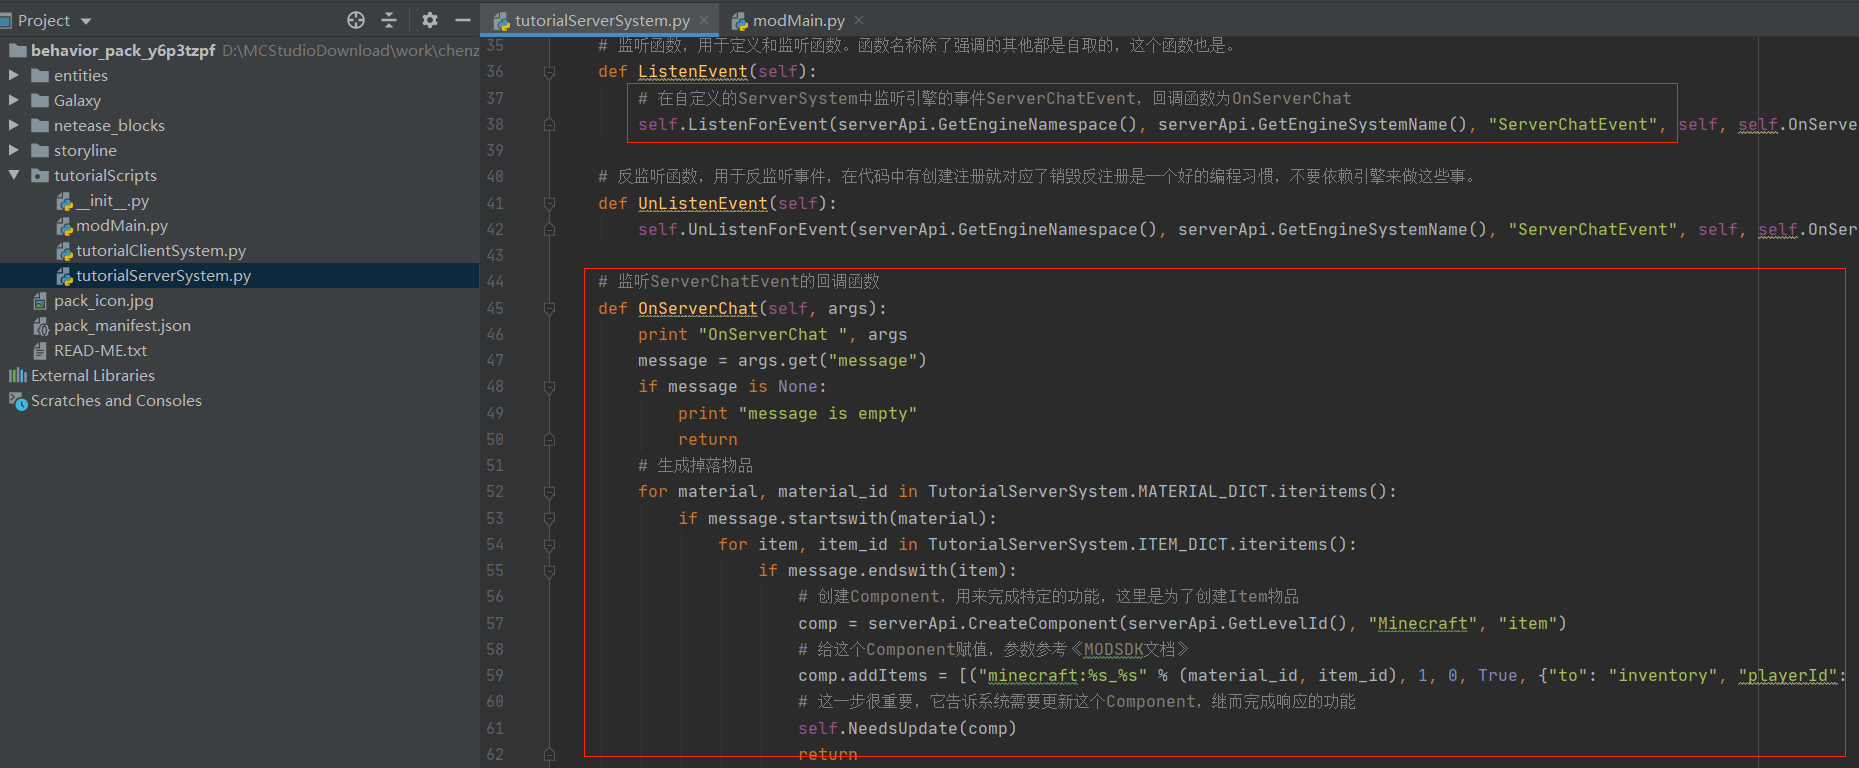 Project
behavior_pack_y6p3tzpf D:\MCStudioDownload\work\chenz
entities
Galaxy
netease_blocks
storyline
tutorialScripts
__init__.py
modMain.py
tutorialClientSystem.py
tutorialServerSystem.py
pack_icon.jpg
pack_manifest.json
READ-ME.txt
External Libraries
Scratches and Consoles
tutorialServerSystem.py
modMain.py
35 # 监听函数，用于定义和监听函数。函数名称除了强调的其他都是自取的，这个函数也是。
36 def ListenEvent(self):
37 # 在自定义的ServerSystem中监听引擎的事件ServerChatEvent，回调函数为OnServerChat
38 self.ListenForEvent(serverApi.GetEngineNamespace(), serverApi.GetEngineSystemName(), "ServerChatEvent", self, self.OnServe
39
40 # 反监听函数，用于反监听事件，在代码中有创建注册就对应了销毁反注册是一个好的编程习惯，不要依赖引擎来做这些事。
41 def UnListenEvent(self):
42 self.UnListenForEvent(serverApi.GetEngineNamespace(), serverApi.GetEngineSystemName(), "ServerChatEvent", self, self.OnSer
43
44 # 监听ServerChatEvent的回调函数
45 def OnServerChat(self, args):
46 print "OnServerChat ", args
47 message = args.get("message")
48 if message is None:
49 print "message is empty"
50 return
51 # 生成掉落物品
52 for material, material_id in TutorialServerSystem.MATERIAL_DICT.iteritems():
53 if message.startswith(material):
54 for item, item_id in TutorialServerSystem.ITEM_DICT.iteritems():
55 if message.endswith(item):
56 # 创建Component，用来完成特定的功能，这里是为了创建Item物品
57 comp = serverApi.CreateComponent(serverApi.GetLevelId(), "Minecraft", "item")
58 # 给这个Component赋值，参数参考《MODSDK文档》
59 comp.addItems = [("minecraft:%s_%s" % (material_id, item_id), 1, 0, True, {"to": "inventory", "playerId":
60 # 这一步很重要，它告诉系统需要更新这个Component，继而完成响应的功能
61 self.NeedsUpdate(comp)
62 return